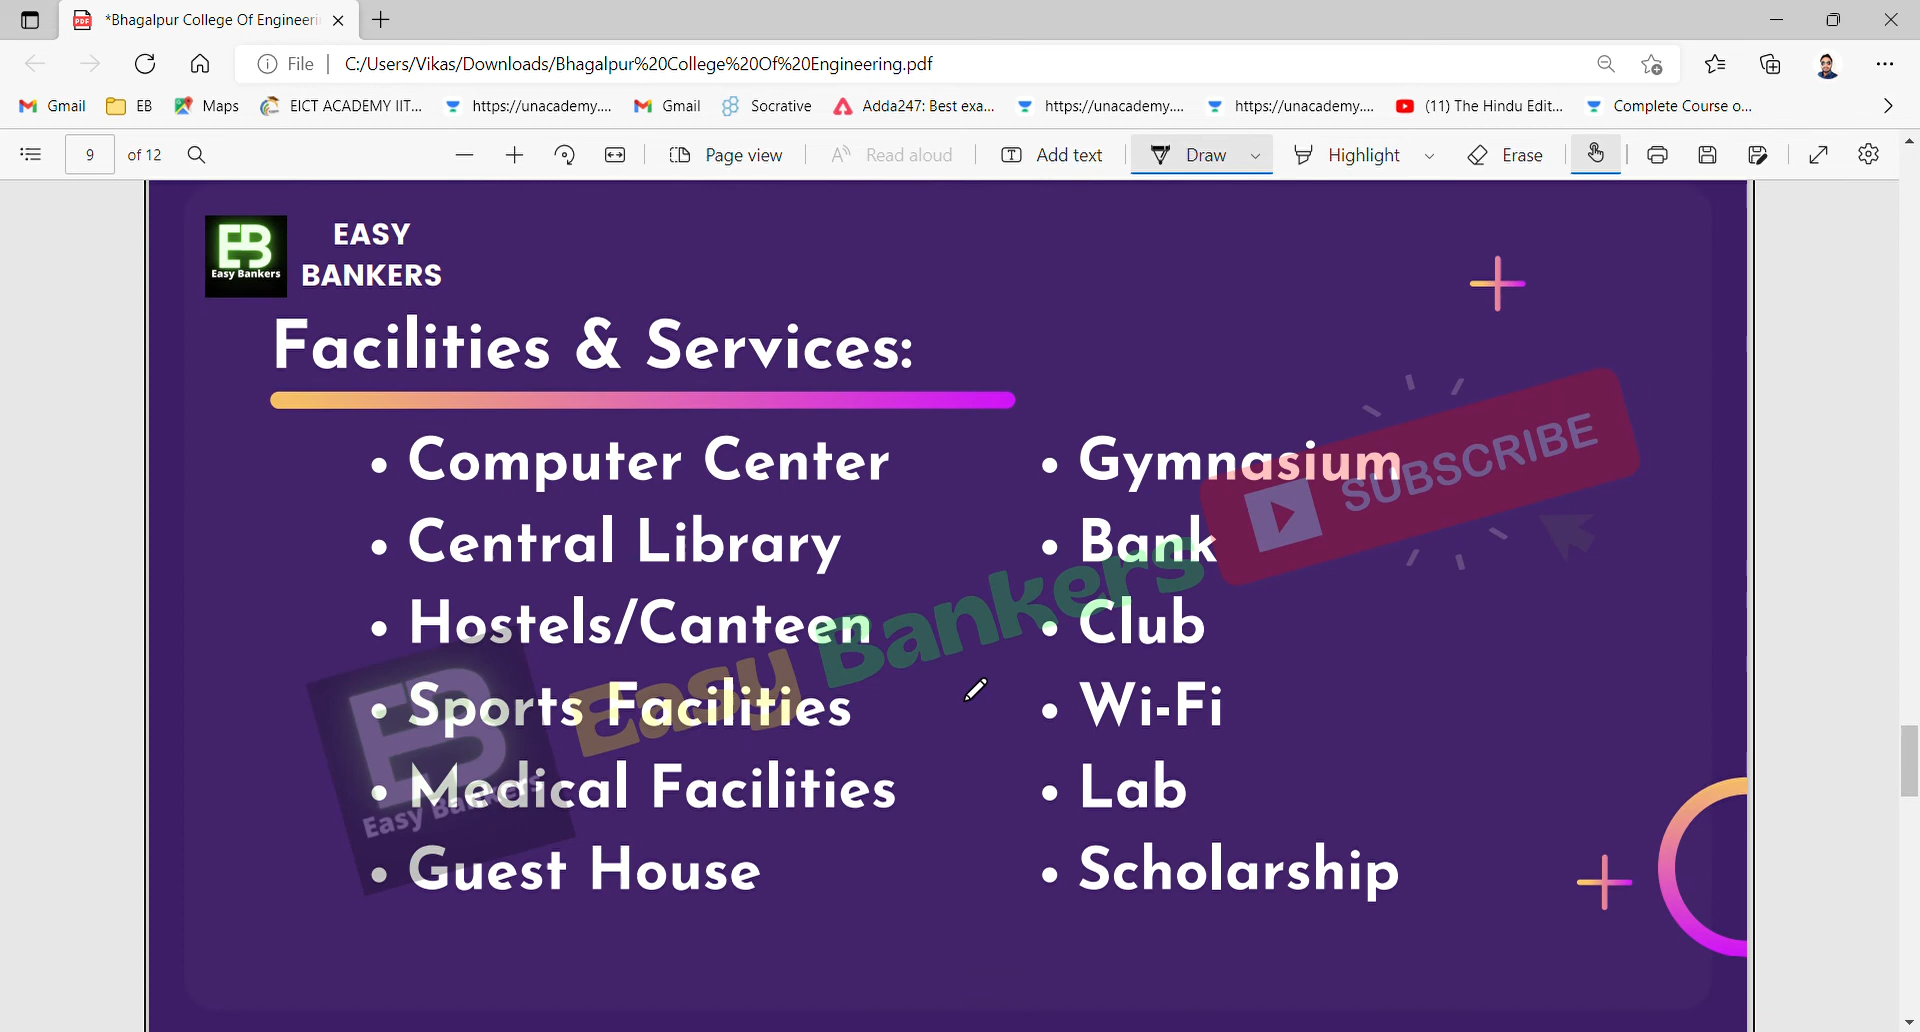 *Bhagalpur College Of Engineeri
File
C:/Users/Vikas/Downloads/Bhagalpur%20College%20Of%20Engineering.pdf
Gmail
EB
Maps
EICT ACADEMY IIT...
https://unacademy....
Gmail
Socrative
Adda247: Best exa...
https://unacademy....
https://unacademy....
(11) The Hindu Edit...
Complete Course o...
9 of 12
Page view
Read aloud
Add text
Draw
Highlight
Erase
EB
Easy Bankers
EASY
BANKERS
Facilities & Services:
• Computer Center
• Central Library
• Hostels/Canteen
• Sports Facilities
• Medical Facilities
• Guest House
• Gymnasium
• Bank
• Club
• Wi-Fi
• Lab
• Scholarship
SUBSCRIBE
Easy Bankers
EB
Easy Bankers